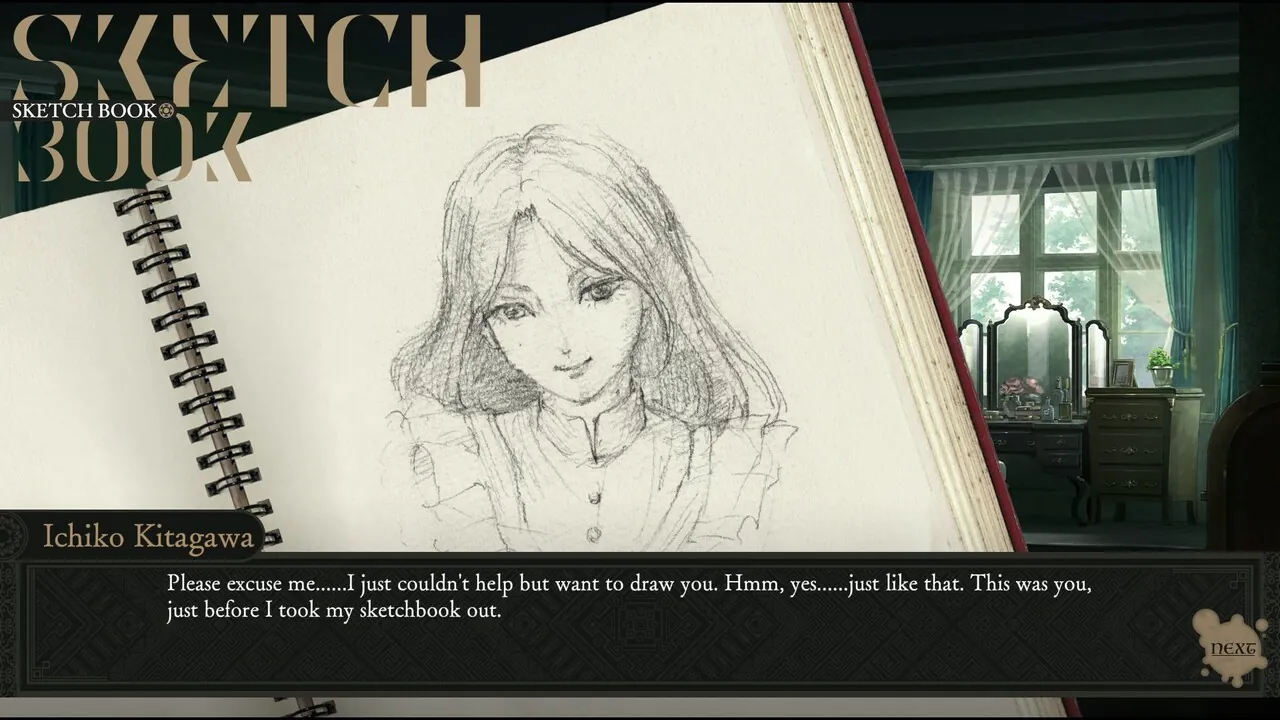 SKETCH
SKETCH BOOK
BOOK
Ichiko Kitagawa
Please excuse me......I just couldn't help but want to draw you. Hmm, yes......just like that. This was you,
just before I took my sketchbook out.
NEXT